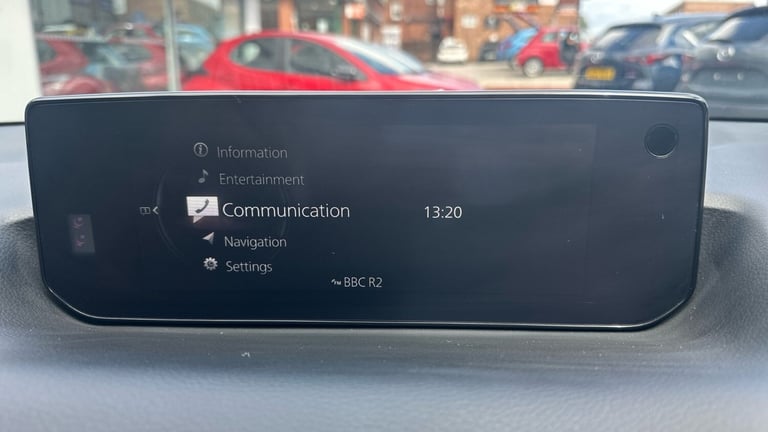 Information
Entertainment
Communication
13:20
Navigation
Settings
BBC R2